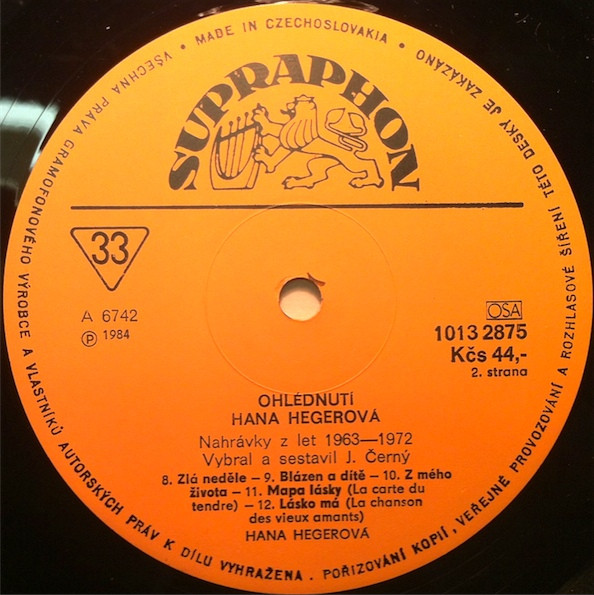 • MADE IN CZECHOSLOVAKIA •
VŠECHNA PRÁVA GRAMOFONOVÉHO VÝROBCE A VLASTNÍKŮ AUTORSKÝCH PRÁV K DÍLU VYHRAŽENA . POŘIZOVÁNÍ KOPIÍ, VEŘEJNÉ PROVOZOVÁNÍ A ROZHLASOVÉ ŠÍŘENÍ TÉTO DESKY JE ZAKÁZÁNO
SUPRAPHON
33
A 6742
Ⓟ 1984
OSA
1013 2875
Kčs 44,-
2. strana
OHLÉDNUTÍ
HANA HEGEROVÁ
Nahrávky z let 1963—1972
Vybral a sestavil J. Černý
8. Zlá neděle – 9. Blázen a dítě – 10. Z mého
života – 11. Mapa lásky (La carte du
tendre) – 12. Lásko má (La chanson
des vieux amants)
HANA HEGEROVÁ